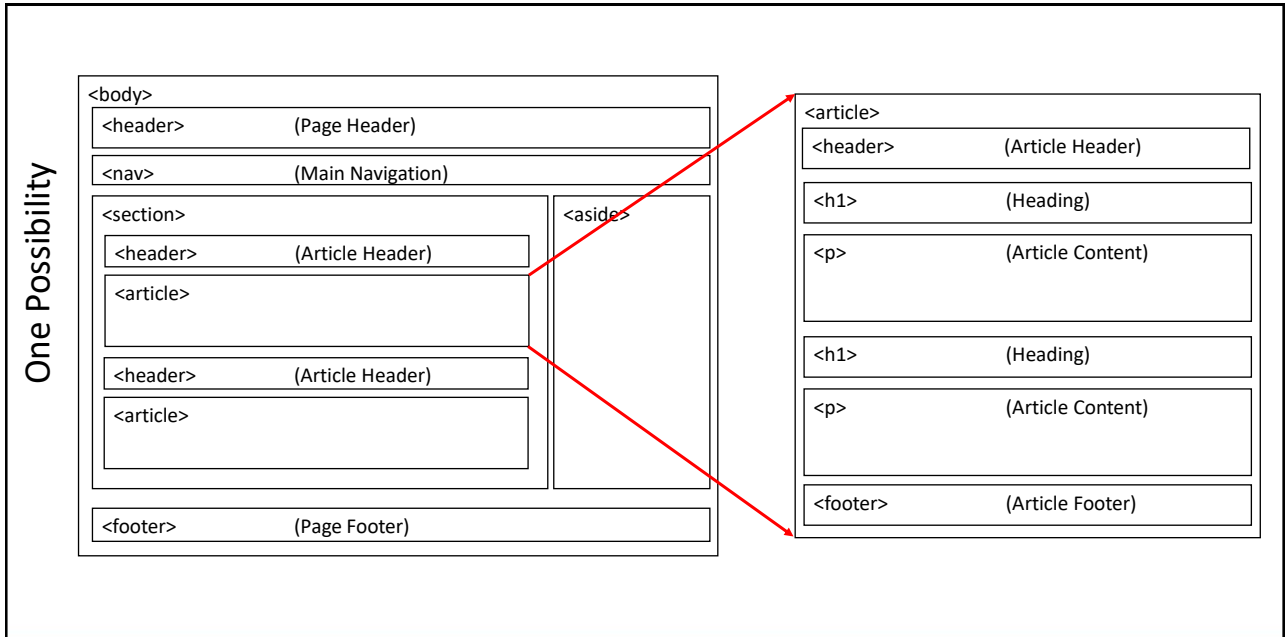 One Possibility
<body>
<header> (Page Header)
<nav> (Main Navigation)
<section>
<header> (Article Header)
<article>
<header> (Article Header)
<article>
<aside>
<footer> (Page Footer)
<article>
<header> (Article Header)
<h1> (Heading)
<p> (Article Content)
<h1> (Heading)
<p> (Article Content)
<footer> (Article Footer)